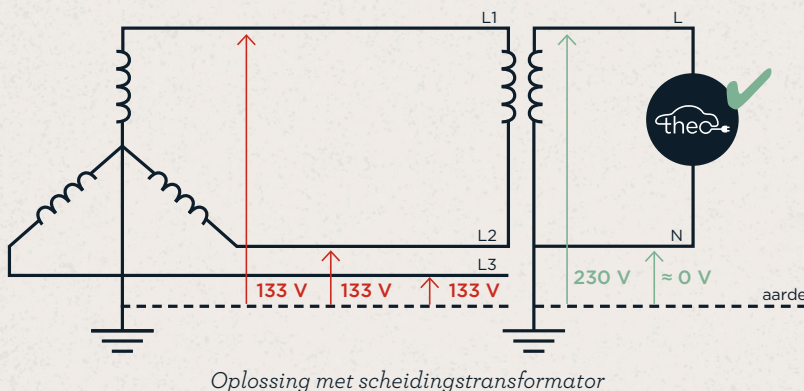 L1
L
theo
L2
N
L3
133 V
133 V
133 V
230 V
≈ 0 V
aarde
Oplossing met scheidingstransformator